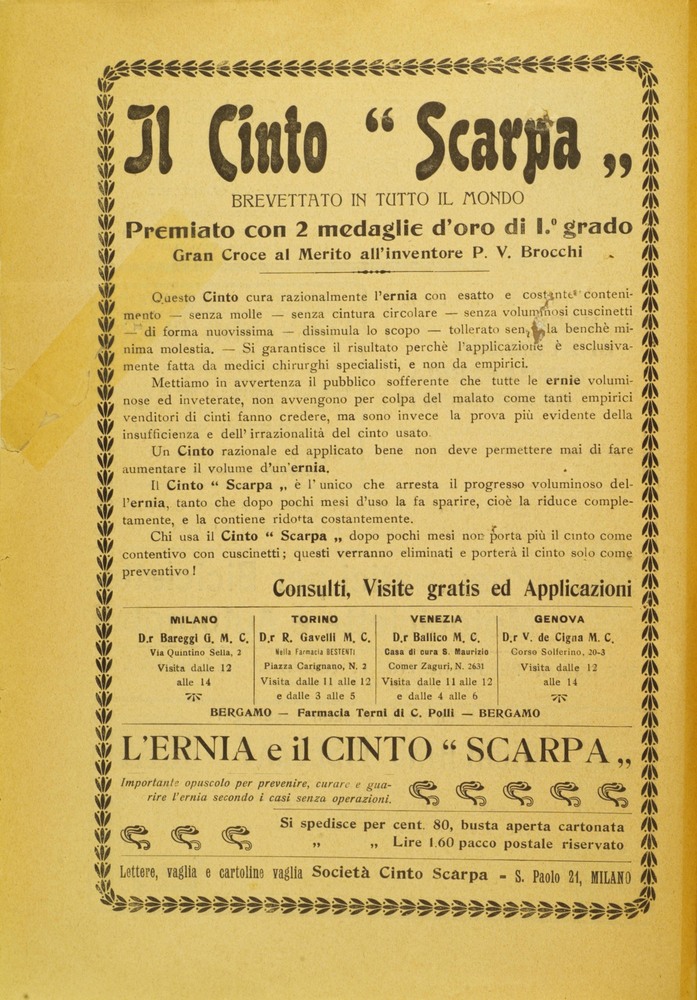 Il Cinto “ Scarpa „
BREVETTATO IN TUTTO IL MONDO
Premiato con 2 medaglie d'oro di I.º grado
Gran Croce al Merito all'inventore P. V. Brocchi
Questo Cinto cura razionalmente l'ernia con esatto e costante conteni-
mento — senza molle — senza cintura circolare — senza voluminosi cuscinetti
— di forma nuovissima — dissimula lo scopo — tollerato senza la benchè mi-
nima molestia. — Si garantisce il risultato perchè l'applicazione è esclusiva-
mente fatta da medici chirurghi specialisti, e non da empirici.
Mettiamo in avvertenza il pubblico sofferente che tutte le ernie volumi-
nose ed inveterate, non avvengono per colpa del malato come tanti empirici
venditori di cinti fanno credere, ma sono invece la prova più evidente della
insufficienza e dell' irrazionalità del cinto usato.
Un Cinto razionale ed applicato bene non deve permettere mai di fare
aumentare il volume d'un'ernia.
Il Cinto “ Scarpa „ è l' unico che arresta il progresso voluminoso del-
l'ernia, tanto che dopo pochi mesi d'uso la fa sparire, cioè la riduce comple-
tamente, e la contiene ridotta costantemente.
Chi usa il Cinto “ Scarpa „ dopo pochi mesi non porta più il cinto come
contentivo con cuscinetti ; questi verranno eliminati e porterà il cinto solo come
preventivo !
Consulti, Visite gratis ed Applicazioni
MILANO
D.r Bareggi G. M. C.
Via Quintino Sella, 2
Visita dalle 12
alle 14
TORINO
D.r R. Gavelli M. C.
Nella Farmacia BESTENTI
Piazza Carignano, N. 2
Visita dalle 11 alle 12
e dalle 3 alle 5
VENEZIA
D.r Ballico M. C.
Casa di cura S. Maurizio
Corner Zaguri, N. 2631
Visita dalle 11 alle 12
e dalle 4 alle 6
GENOVA
D.r V. de Cigna M. C.
Corso Solferino, 20-3
Visita dalle 12
alle 14
BERGAMO — Farmacia Terni di C. Polli — BERGAMO
L'ERNIA e il CINTO “ SCARPA „
Importante opuscolo per prevenire, curare e gua-
rire l'ernia secondo i casi senza operazioni.
Si spedisce per cent. 80, busta aperta cartonata
„ „ Lire 1.60 pacco postale riservato
Lettere, vaglia e cartoline vaglia Società Cinto Scarpa - S. Paolo 21, MILANO